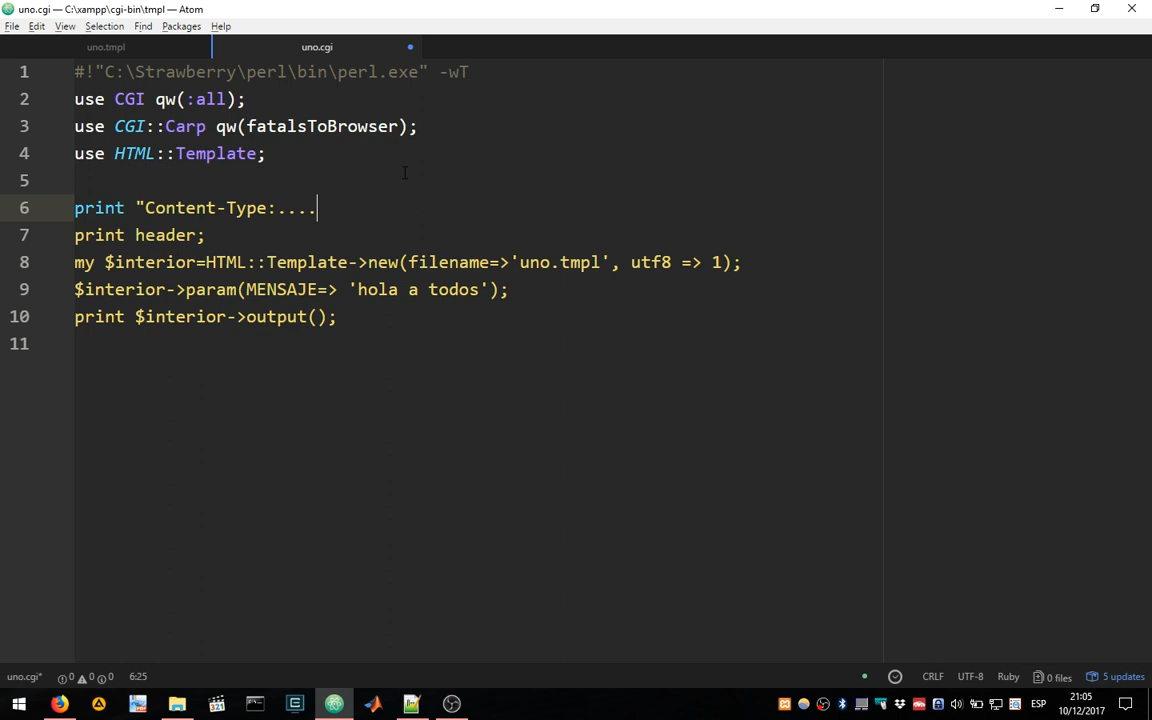 uno.cgi — C:\xampp\cgi-bin\tmpl — Atom
File Edit View Selection Find Packages Help
uno.tmpl uno.cgi
1 #!"C:\Strawberry\perl\bin\perl.exe" -wT
2 use CGI qw(:all);
3 use CGI::Carp qw(fatalsToBrowser);
4 use HTML::Template;
5
6 print "Content-Type:....
7 print header;
8 my $interior=HTML::Template->new(filename=>'uno.tmpl', utf8 => 1);
9 $interior->param(MENSAJE=> 'hola a todos');
10 print $interior->output();
11
uno.cgi* 0 0 0 6:25 CRLF UTF-8 Ruby 0 files 5 updates
321 ESP 21:05
10/12/2017